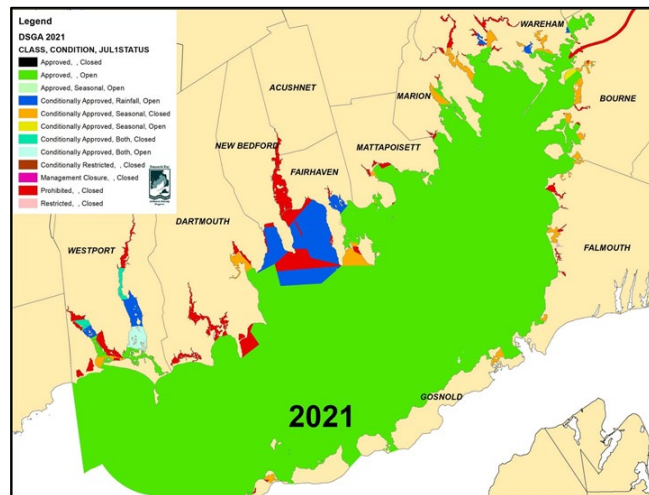 Legend
DSGA 2021
CLASS, CONDITION, JUL1STATUS
Approved, , Closed
Approved, , Open
Approved, Seasonal, Open
Conditionally Approved, Rainfall, Open
Conditionally Approved, Seasonal, Closed
Conditionally Approved, Seasonal, Open
Conditionally Approved, Both, Closed
Conditionally Approved, Both, Open
Conditionally Restricted, , Closed
Management Closure, , Closed
Prohibited, , Closed
Restricted, , Closed
WAREHAM
BOURNE
ACUSHNET
MARION
NEW BEDFORD
MATTAPOISETT
FAIRHAVEN
DARTMOUTH
WESTPORT
FALMOUTH
GOSNOLD
2021